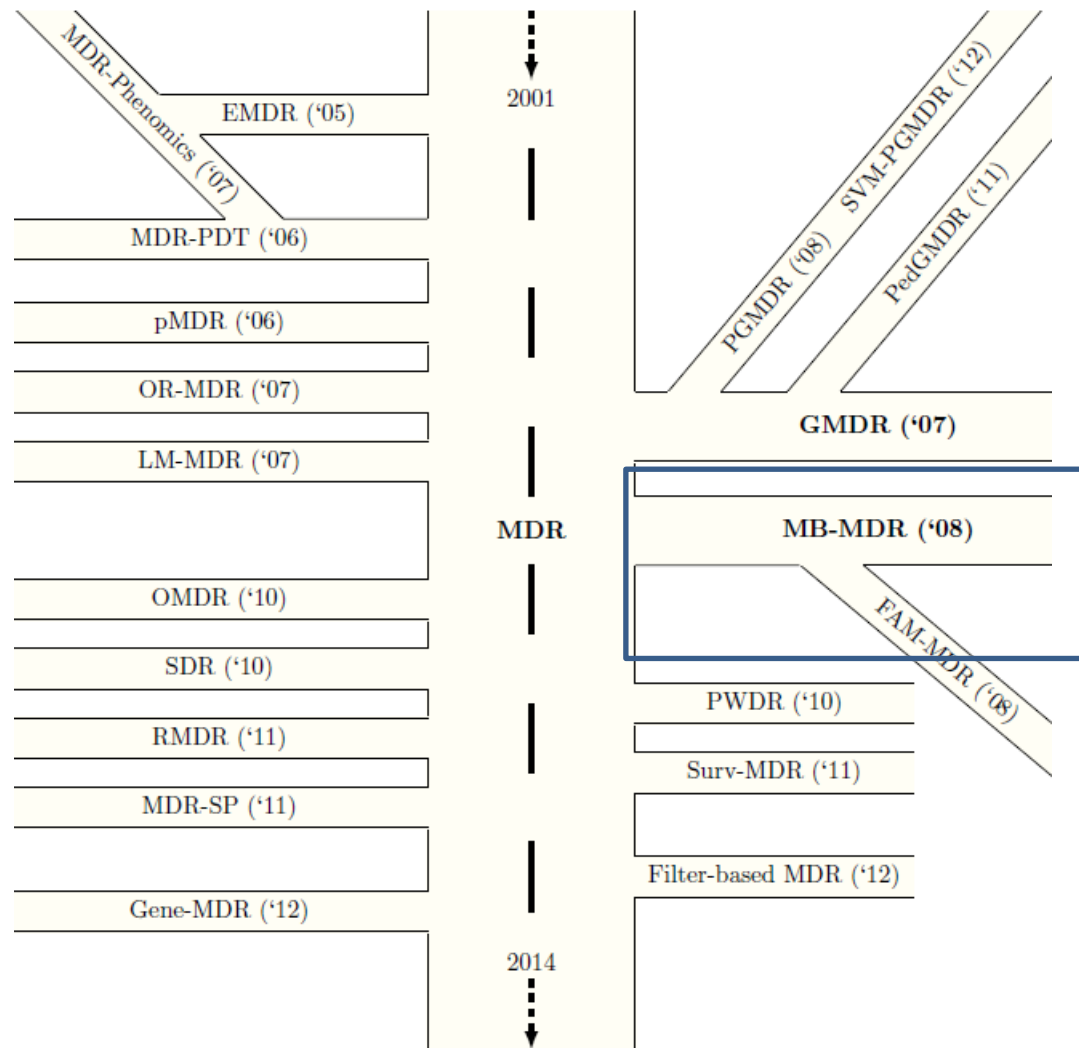 2001
MDR-Phenomics (‘07)
EMDR (‘05)
MDR-PDT (‘06)
pMDR (‘06)
OR-MDR (‘07)
LM-MDR (‘07)
OMDR (‘10)
SDR (‘10)
RMDR (‘11)
MDR-SP (‘11)
Gene-MDR (‘12)
MDR
2014
PGMDR (‘08)
SVM-PGMDR (‘12)
PedGMDR (‘11)
GMDR (‘07)
MB-MDR (‘08)
FAM-MDR (‘08)
PWDR (‘10)
Surv-MDR (‘11)
Filter-based MDR (‘12)